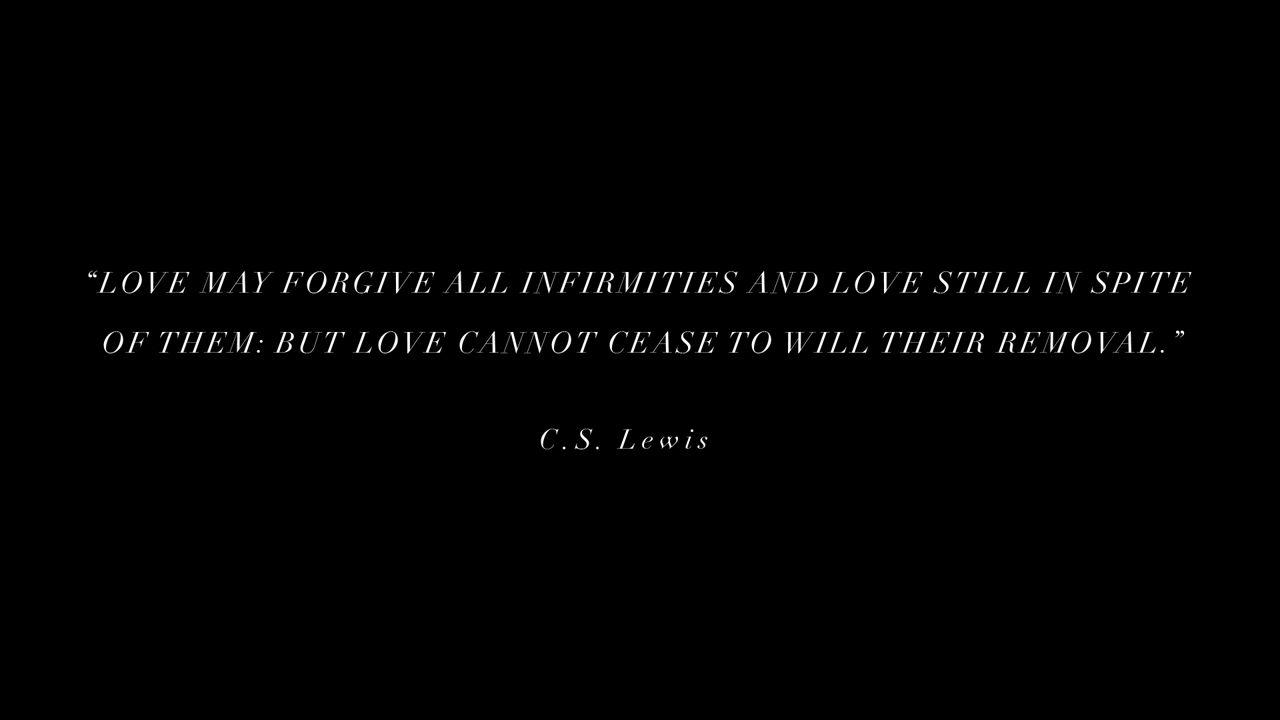 “LOVE MAY FORGIVE ALL INFIRMITIES AND LOVE STILL IN SPITE
OF THEM: BUT LOVE CANNOT CEASE TO WILL THEIR REMOVAL.”
C.S. Lewis